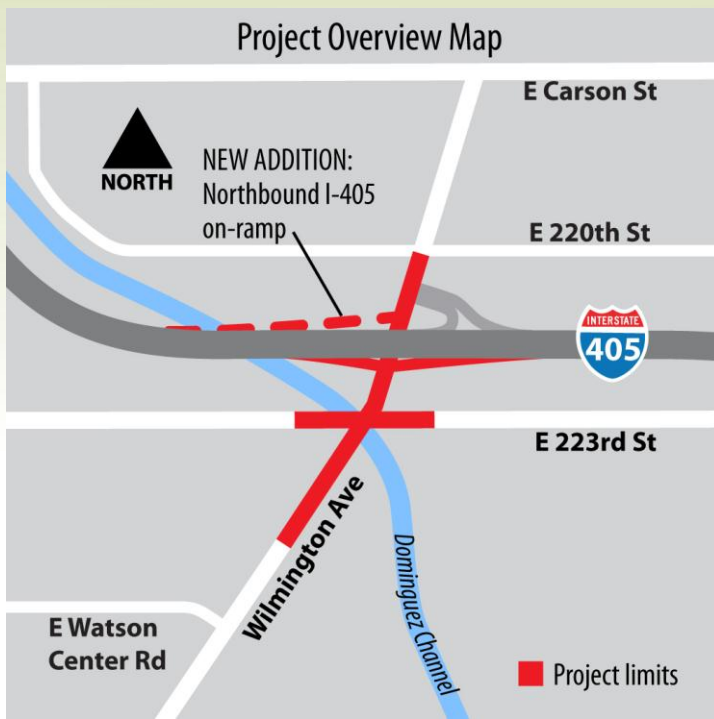 Project Overview Map
E Carson St
NORTH
NEW ADDITION:
Northbound I-405
on-ramp
E 220th St
INTERSTATE
405
E 223rd St
Wilmington Ave
Dominguez Channel
E Watson
Center Rd
Project limits